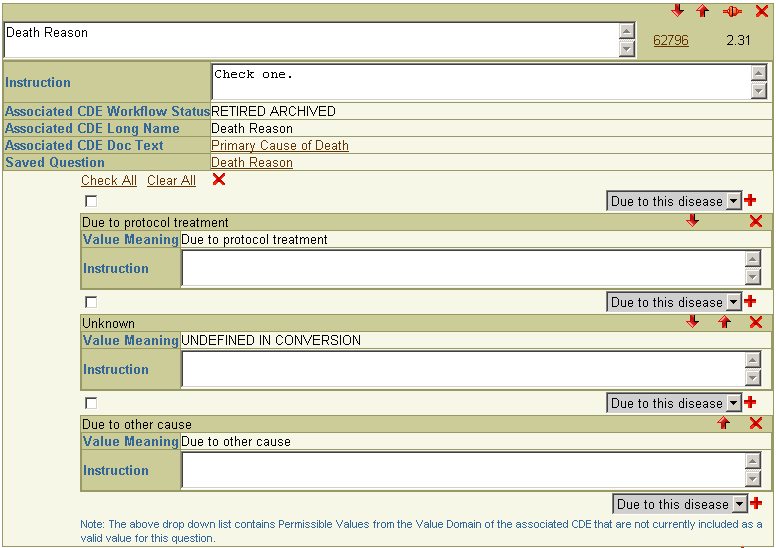 Death Reason 62796 2.31
Instruction Check one.
Associated CDE Workflow Status RETIRED ARCHIVED
Associated CDE Long Name Death Reason
Associated CDE Doc Text Primary Cause of Death
Saved Question Death Reason
Check All Clear All
Due to this disease
Due to protocol treatment
Value Meaning Due to protocol treatment
Instruction
Due to this disease
Unknown
Value Meaning UNDEFINED IN CONVERSION
Instruction
Due to this disease
Due to other cause
Value Meaning Due to other cause
Instruction
Due to this disease
Note: The above drop down list contains Permissible Values from the Value Domain of the associated CDE that are not currently included as a
valid value for this question.